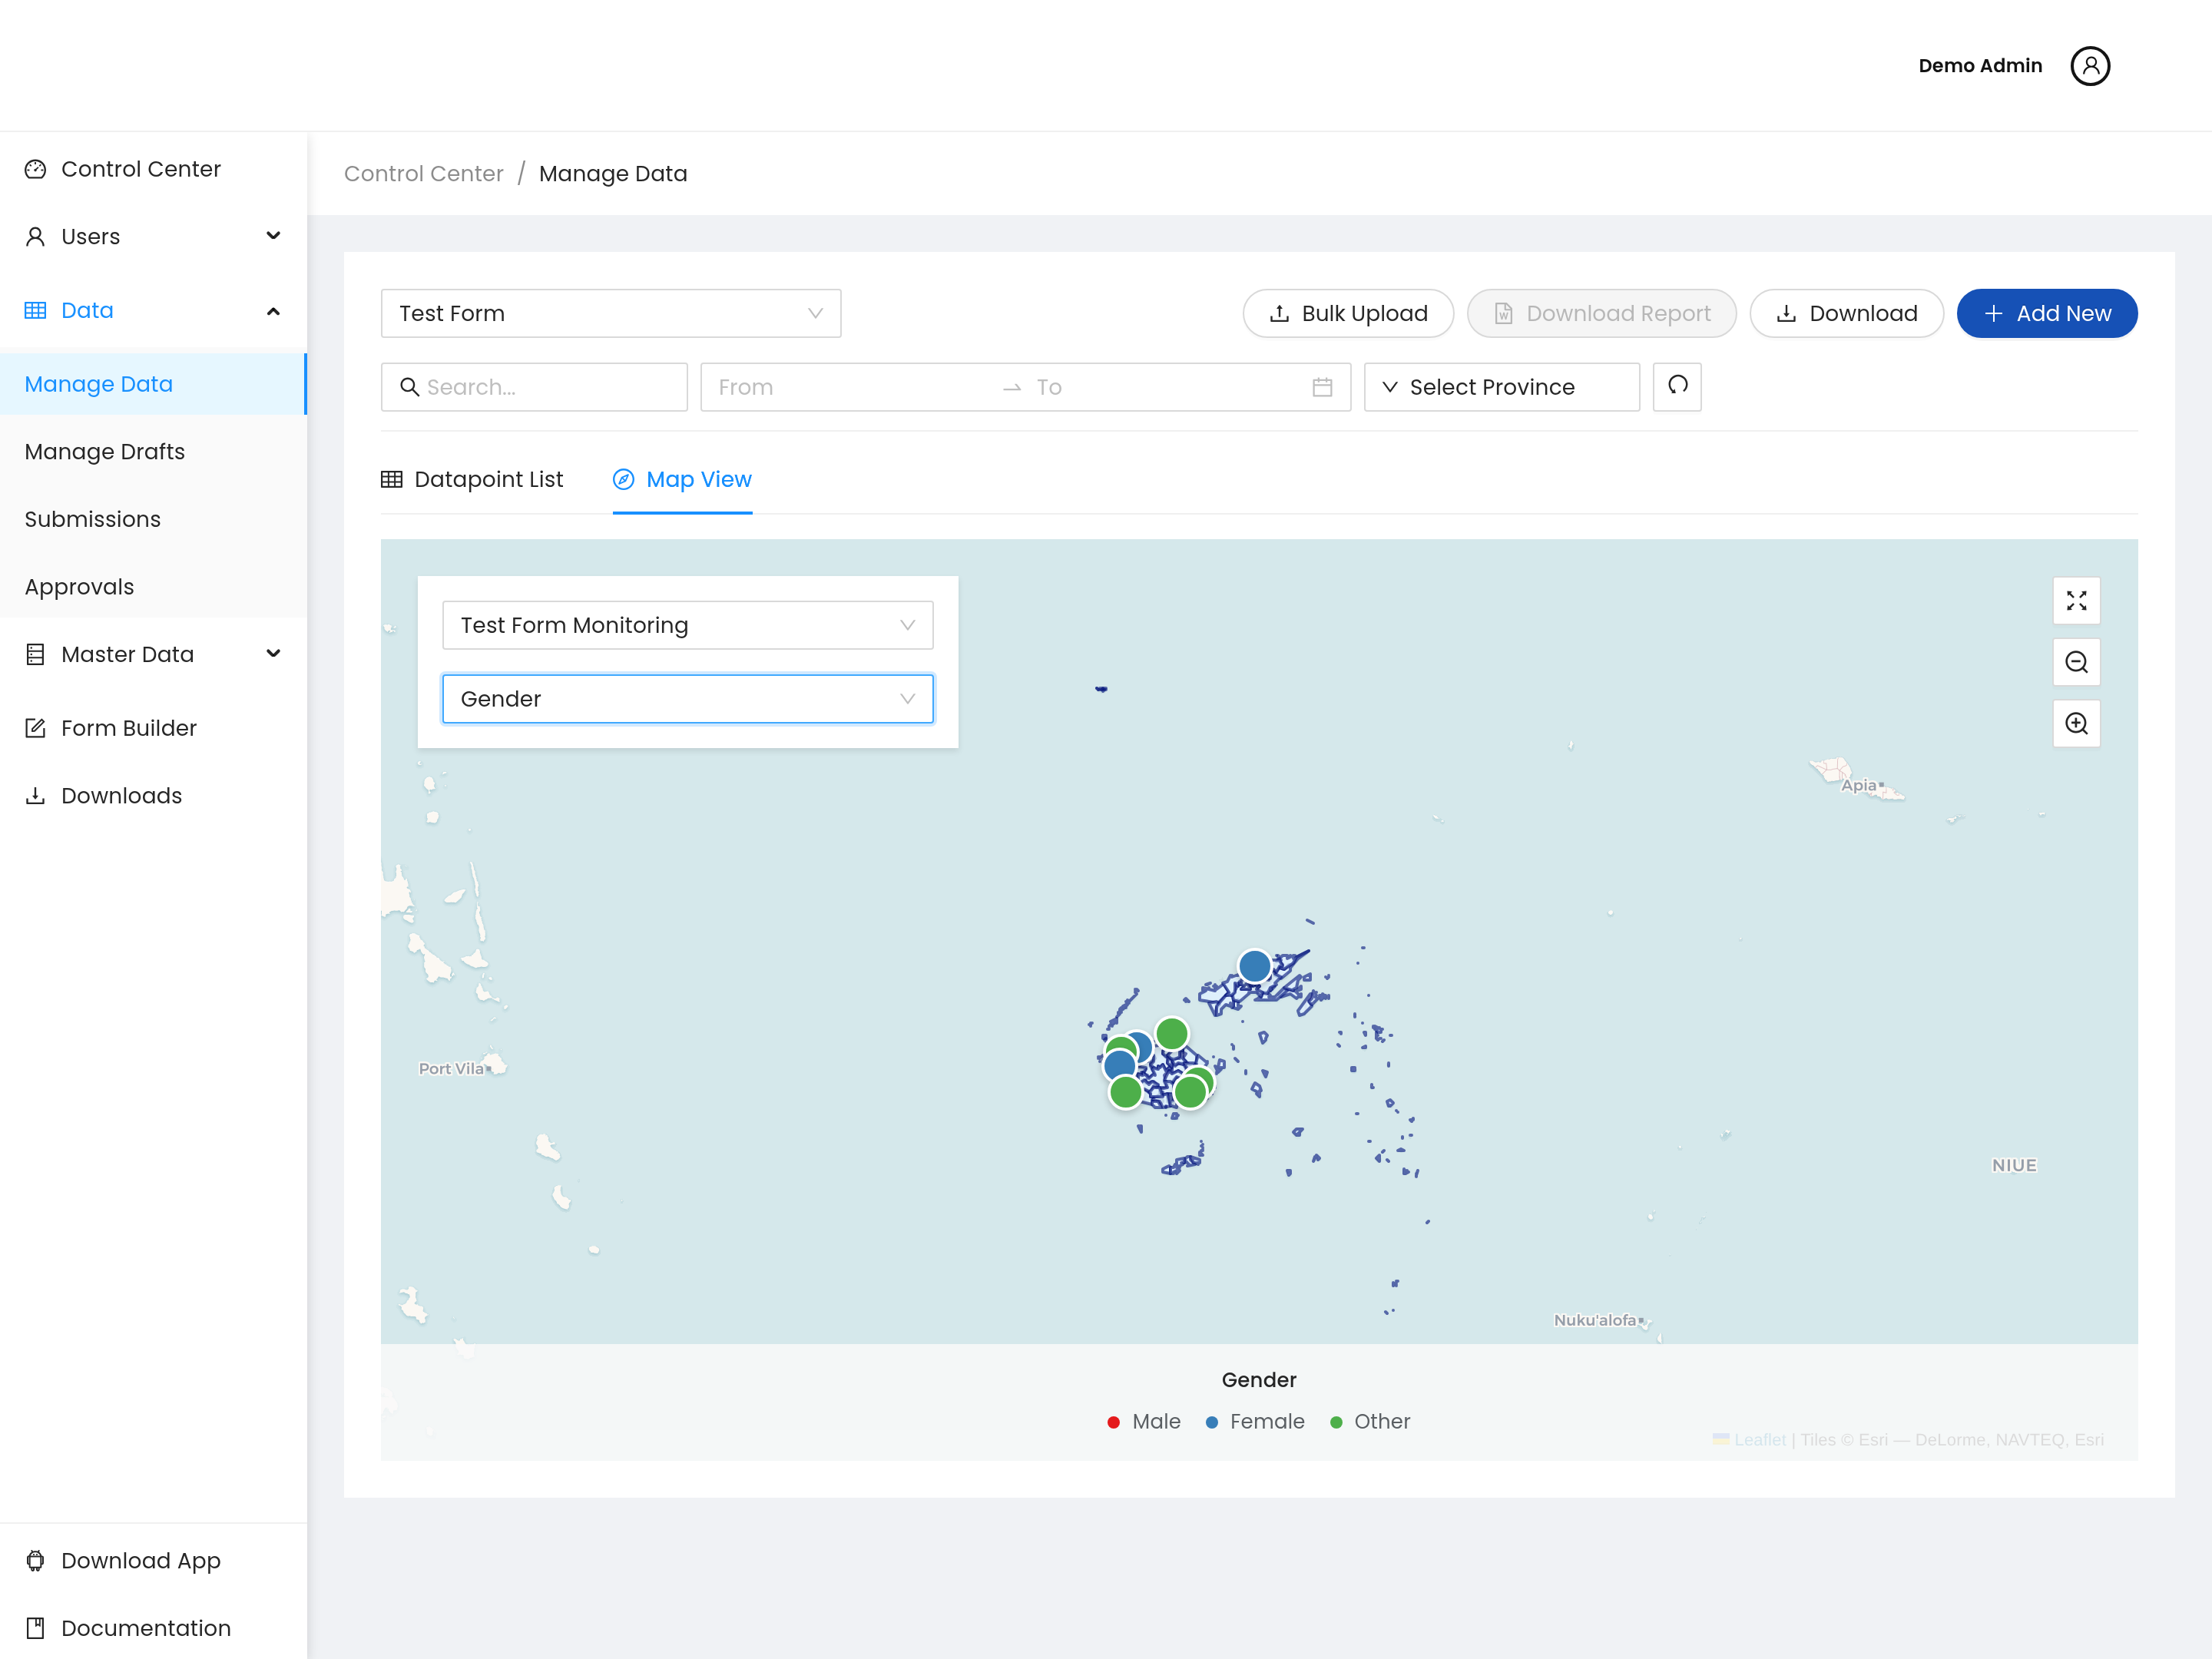 Demo Admin
Control Center
Users
Data
Manage Data
Manage Drafts
Submissions
Approvals
Master Data
Form Builder
Downloads
Download App
Documentation
Control Center / Manage Data
Test Form
Bulk Upload
Download Report
Download
+ Add New
Search...
From
To
Select Province
Datapoint List
Map View
Test Form Monitoring
Gender
Apia
Port Vila
NIUE
Nuku'alofa
Gender
Male Female Other
Leaflet | Tiles © Esri — DeLorme, NAVTEQ, Esri